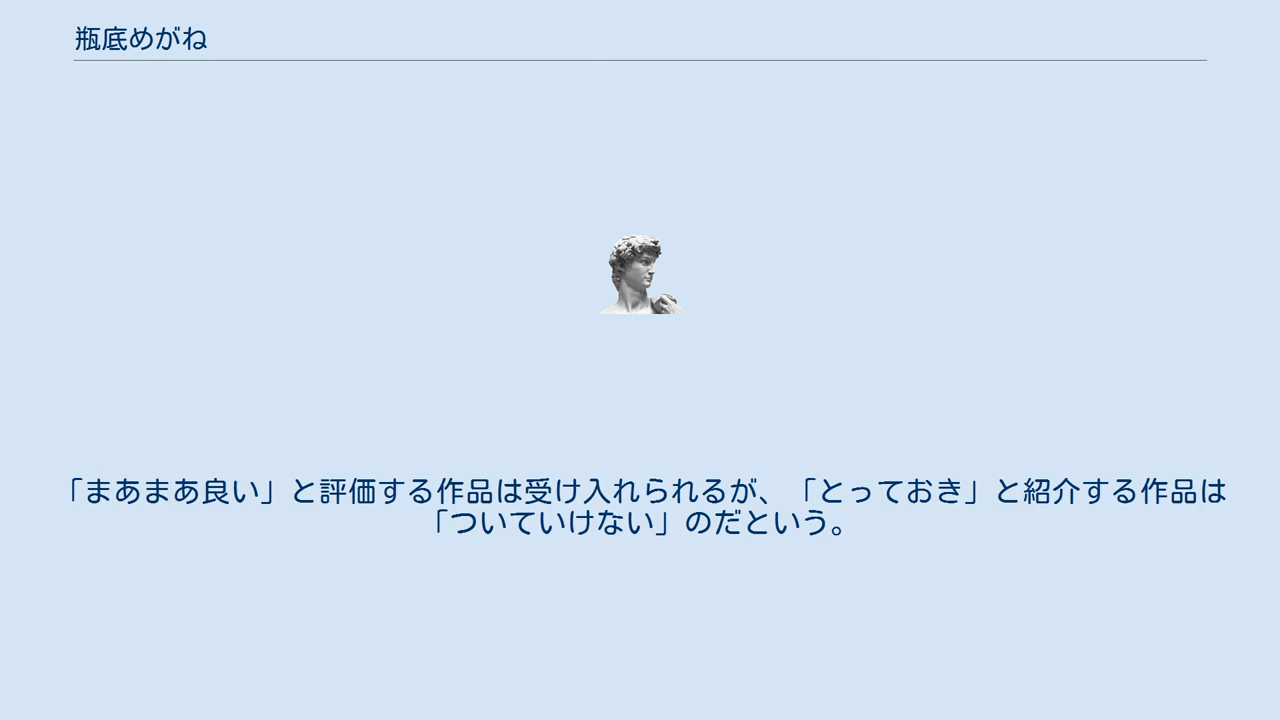 瓶底めがね
「まあまあ良い」と評価する作品は受け入れられるが、「とっておき」と紹介する作品は
「ついていけない」のだという。